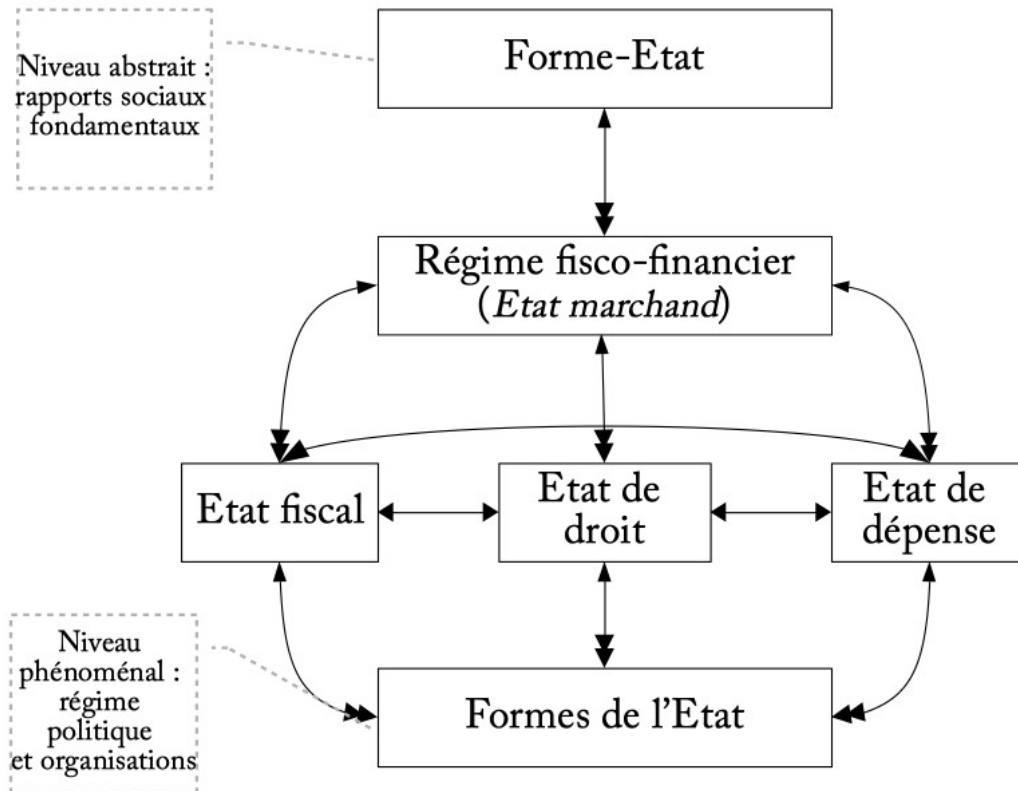 Niveau abstrait :
rapports sociaux
fondamentaux
Forme-Etat
Régime fisco-financier
(Etat marchand)
Etat fiscal
Etat de
droit
Etat de
dépense
Niveau
phénoménal :
régime
politique
et organisations
Formes de l'Etat